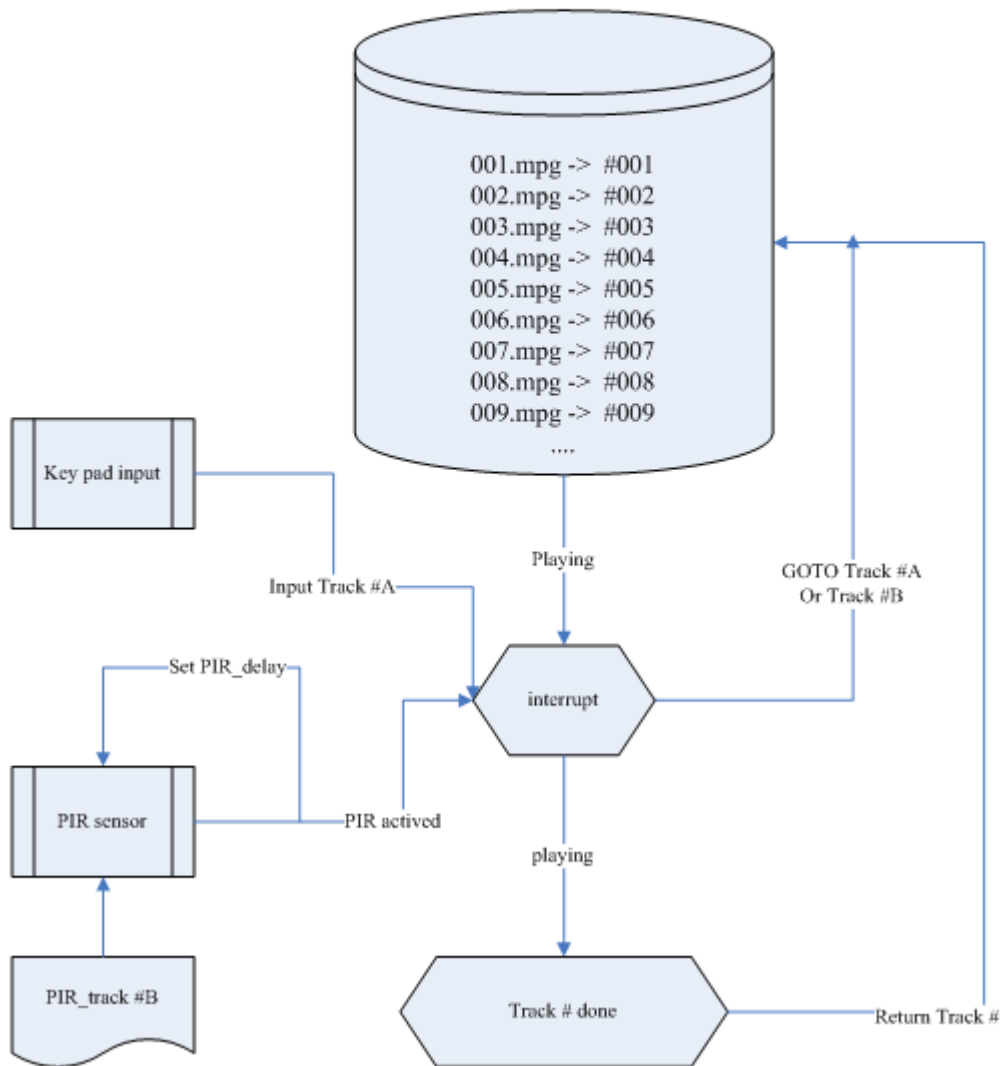 001.mpg -> #001
002.mpg -> #002
003.mpg -> #003
004.mpg -> #004
005.mpg -> #005
006.mpg -> #006
007.mpg -> #007
008.mpg -> #008
009.mpg -> #009
....
Key pad input
Playing
Input Track #A
GOTO Track #A
Or Track #B
Set PIR_delay
interrupt
PIR sensor
PIR actived
playing
PIR_track #B
Track # done
Return Track #